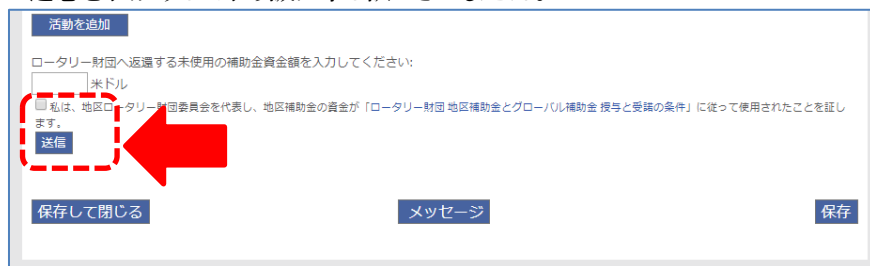 活動を追加
ロータリー財団へ返還する未使用の補助金資金額を入力してください:
米ドル
私は、地区ロータリー財団委員会を代表し、地区補助金の資金が「ロータリー財団 地区補助金とグローバル補助金 授与と受諾の条件」に従って使用されたことを証し
ます。
送信
保存して閉じる
メッセージ
保存